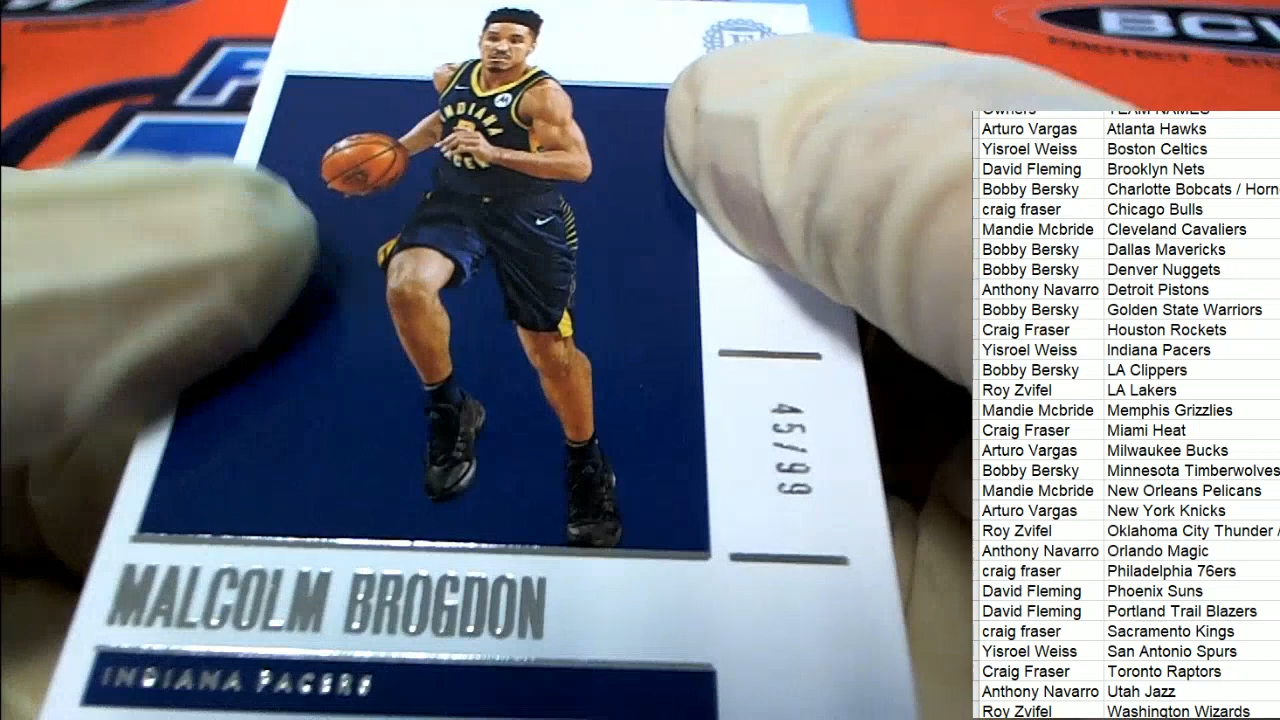 BCW
INDIANA
MALCOLM BROGDON
INDIANA PACERS
45/99
Owners TEAM NAMES
Arturo Vargas Atlanta Hawks
Yisroel Weiss Boston Celtics
David Fleming Brooklyn Nets
Bobby Bersky Charlotte Bobcats / Horn
craig fraser Chicago Bulls
Mandie Mcbride Cleveland Cavaliers
Bobby Bersky Dallas Mavericks
Bobby Bersky Denver Nuggets
Anthony Navarro Detroit Pistons
Bobby Bersky Golden State Warriors
Craig Fraser Houston Rockets
Yisroel Weiss Indiana Pacers
Bobby Bersky LA Clippers
Roy Zvifel LA Lakers
Mandie Mcbride Memphis Grizzlies
Craig Fraser Miami Heat
Arturo Vargas Milwaukee Bucks
Bobby Bersky Minnesota Timberwolves
Mandie Mcbride New Orleans Pelicans
Arturo Vargas New York Knicks
Roy Zvifel Oklahoma City Thunder /
Anthony Navarro Orlando Magic
craig fraser Philadelphia 76ers
David Fleming Phoenix Suns
David Fleming Portland Trail Blazers
craig fraser Sacramento Kings
Yisroel Weiss San Antonio Spurs
Craig Fraser Toronto Raptors
Anthony Navarro Utah Jazz
Roy Zvifel Washington Wizards